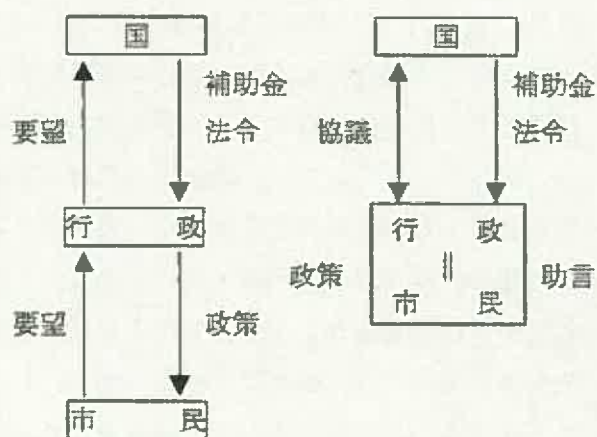 国
補助金
要望 法令
行 政
要望 政策
市 民
国
補助金
協議 法令
行 政
政策 || 助言
市 民